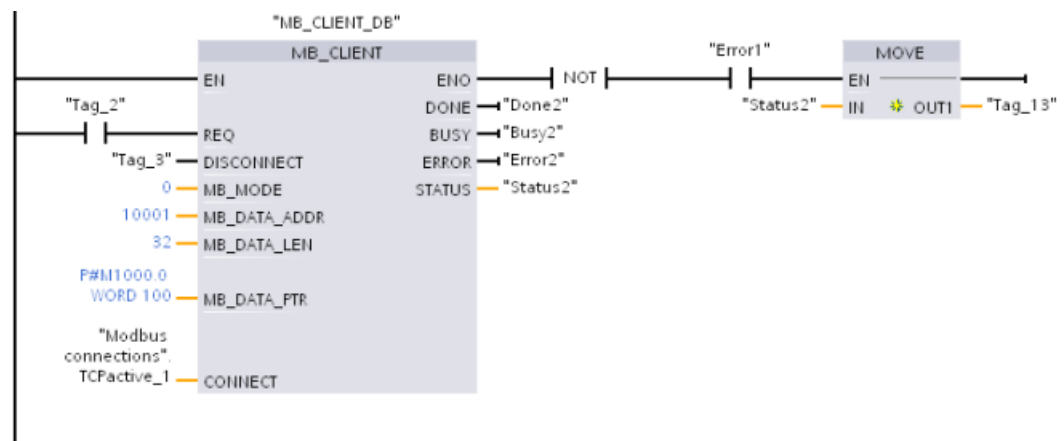 "MB_CLIENT_DB"
MB_CLIENT
"Error1"
MOVE
EN
ENO
NOT
EN
"Tag_2"
DONE
"Done2"
"Status2"
IN
OUT1
"Tag_13"
REQ
BUSY
"Busy2"
"Tag_3"
DISCONNECT
ERROR
"Error2"
0
MB_MODE
STATUS
"Status2"
10001
MB_DATA_ADDR
32
MB_DATA_LEN
P#M1000.0
WORD 100
MB_DATA_PTR
"Modbus
connections".
TCPactive_1
CONNECT